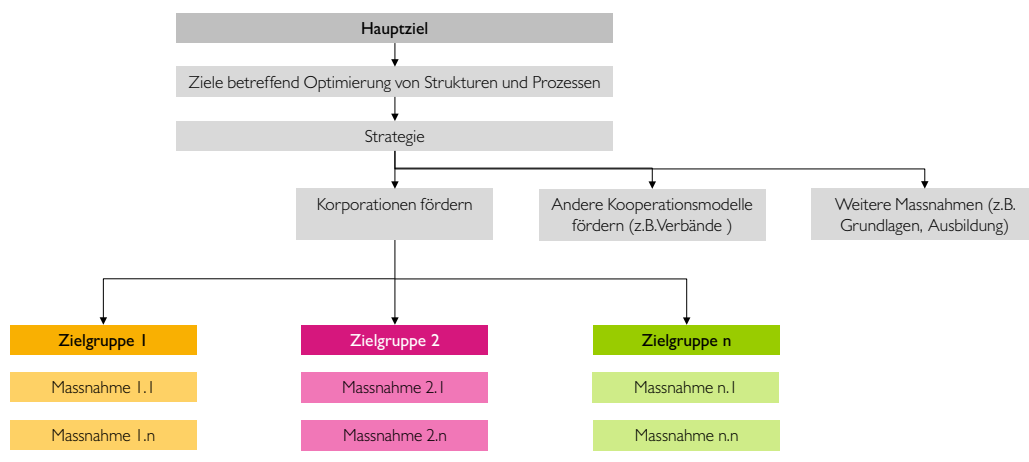 Hauptziel
Ziele betreffend Optimierung von Strukturen und Prozessen
Strategie
Korporationen fördern
Andere Kooperationsmodelle
fördern (z.B.Verbände )
Weitere Massnahmen (z.B.
Grundlagen, Ausbildung)
Zielgruppe 1
Zielgruppe 2
Zielgruppe n
Massnahme 1.1
Massnahme 2.1
Massnahme n.1
Massnahme 1.n
Massnahme 2.n
Massnahme n.n